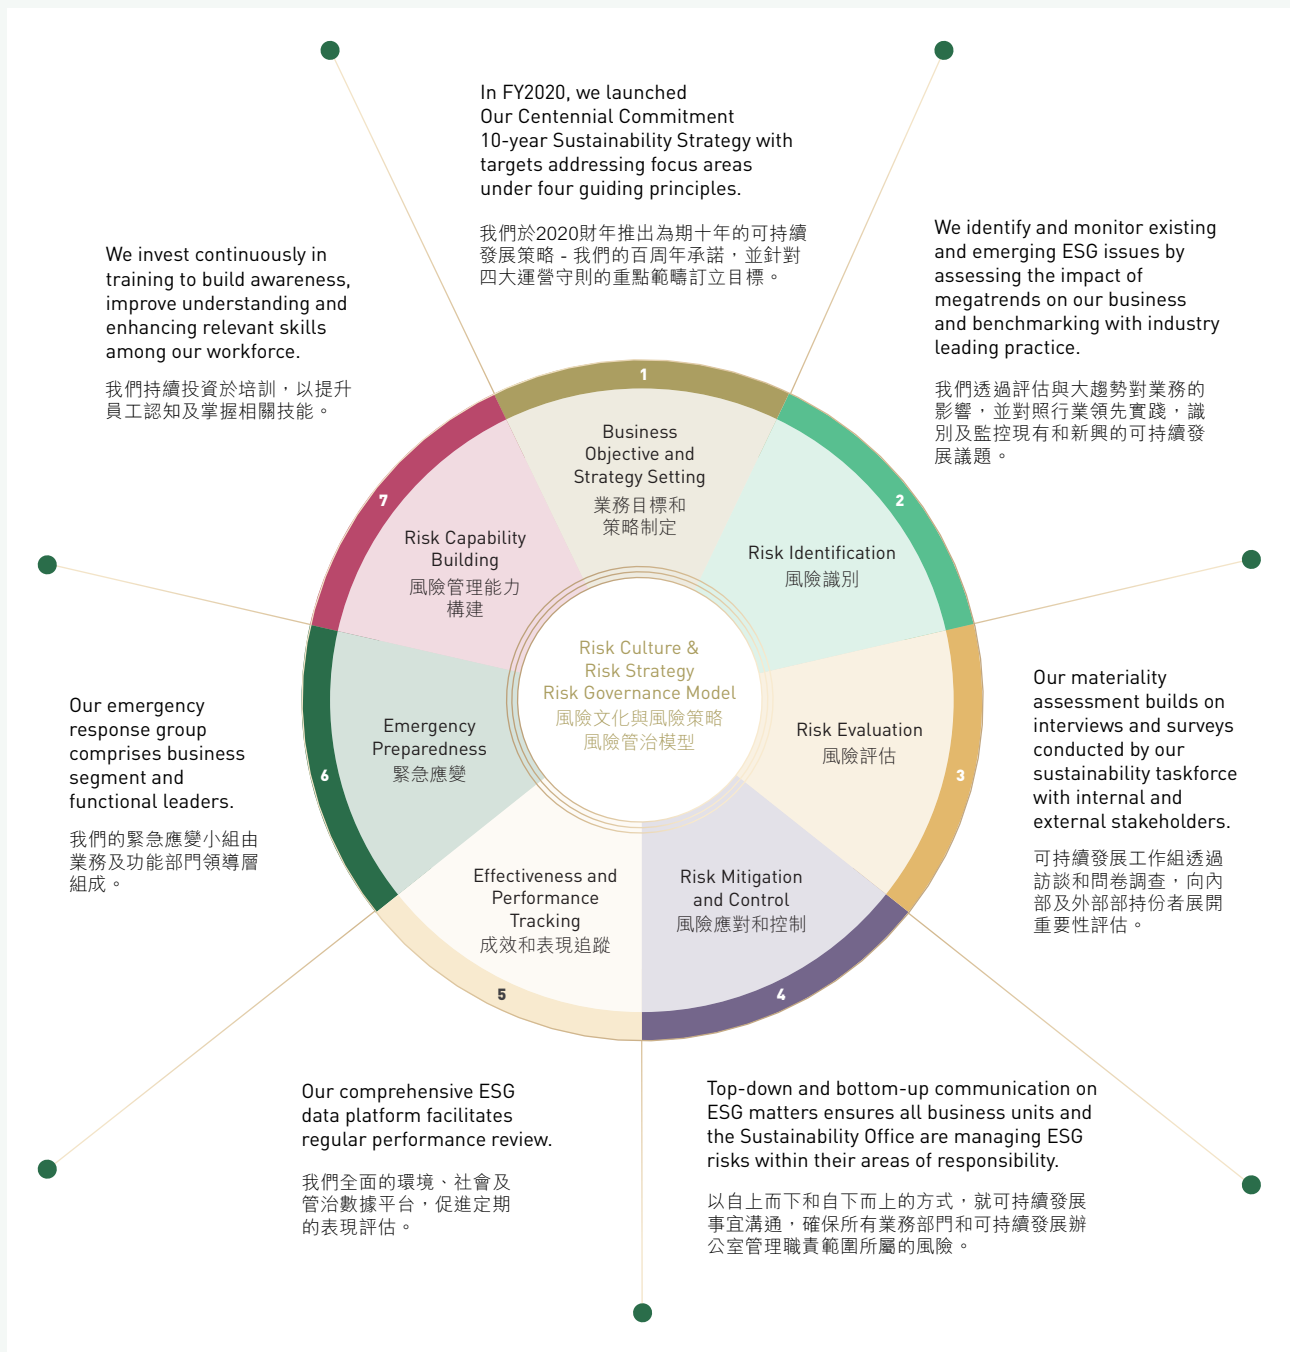 In FY2020, we launched
Our Centennial Commitment
10-year Sustainability Strategy with
targets addressing focus areas
under four guiding principles.
我們於2020財年推出為期十年的可持續
發展策略 - 我們的百周年承諾，並針對
四大運營守則的重點範疇訂立目標。
We identify and monitor existing
and emerging ESG issues by
assessing the impact of
megatrends on our business
and benchmarking with industry
leading practice.
我們透過評估與大趨勢對業務的
影響，並對照行業領先實踐，識
別及監控現有和新興的可持續發
展議題。
We invest continuously in
training to build awareness,
improve understanding and
enhancing relevant skills
among our workforce.
我們持續投資於培訓，以提升
員工認知及掌握相關技能。
1
Business
Objective and
Strategy Setting
業務目標和
策略制定
2
Risk Identification
風險識別
7
Risk Capability
Building
風險管理能力
構建
Risk Culture &
Risk Strategy
Risk Governance Model
風險文化與風險策略
風險管治模型
3
Risk Evaluation
風險評估
6
Emergency
Preparedness
緊急應變
4
Risk Mitigation
and Control
風險應對和控制
5
Effectiveness and
Performance
Tracking
成效和表現追蹤
Our materiality
assessment builds on
interviews and surveys
conducted by our
sustainability taskforce
with internal and
external stakeholders.
可持續發展工作組透過
訪談和問卷調查，向內
部及外部部持份者展開
重要性評估。
Our emergency
response group
comprises business
segment and
functional leaders.
我們的緊急應變小組由
業務及功能部門領導層
組成。
Our comprehensive ESG
data platform facilitates
regular performance review.
我們全面的環境、社會及
管治數據平台，促進定期
的表現評估。
Top-down and bottom-up communication on
ESG matters ensures all business units and
the Sustainability Office are managing ESG
risks within their areas of responsibility.
以自上而下和自下而上的方式，就可持續發展
事宜溝通，確保所有業務部門和可持續發展辦
公室管理職責範圍所屬的風險。